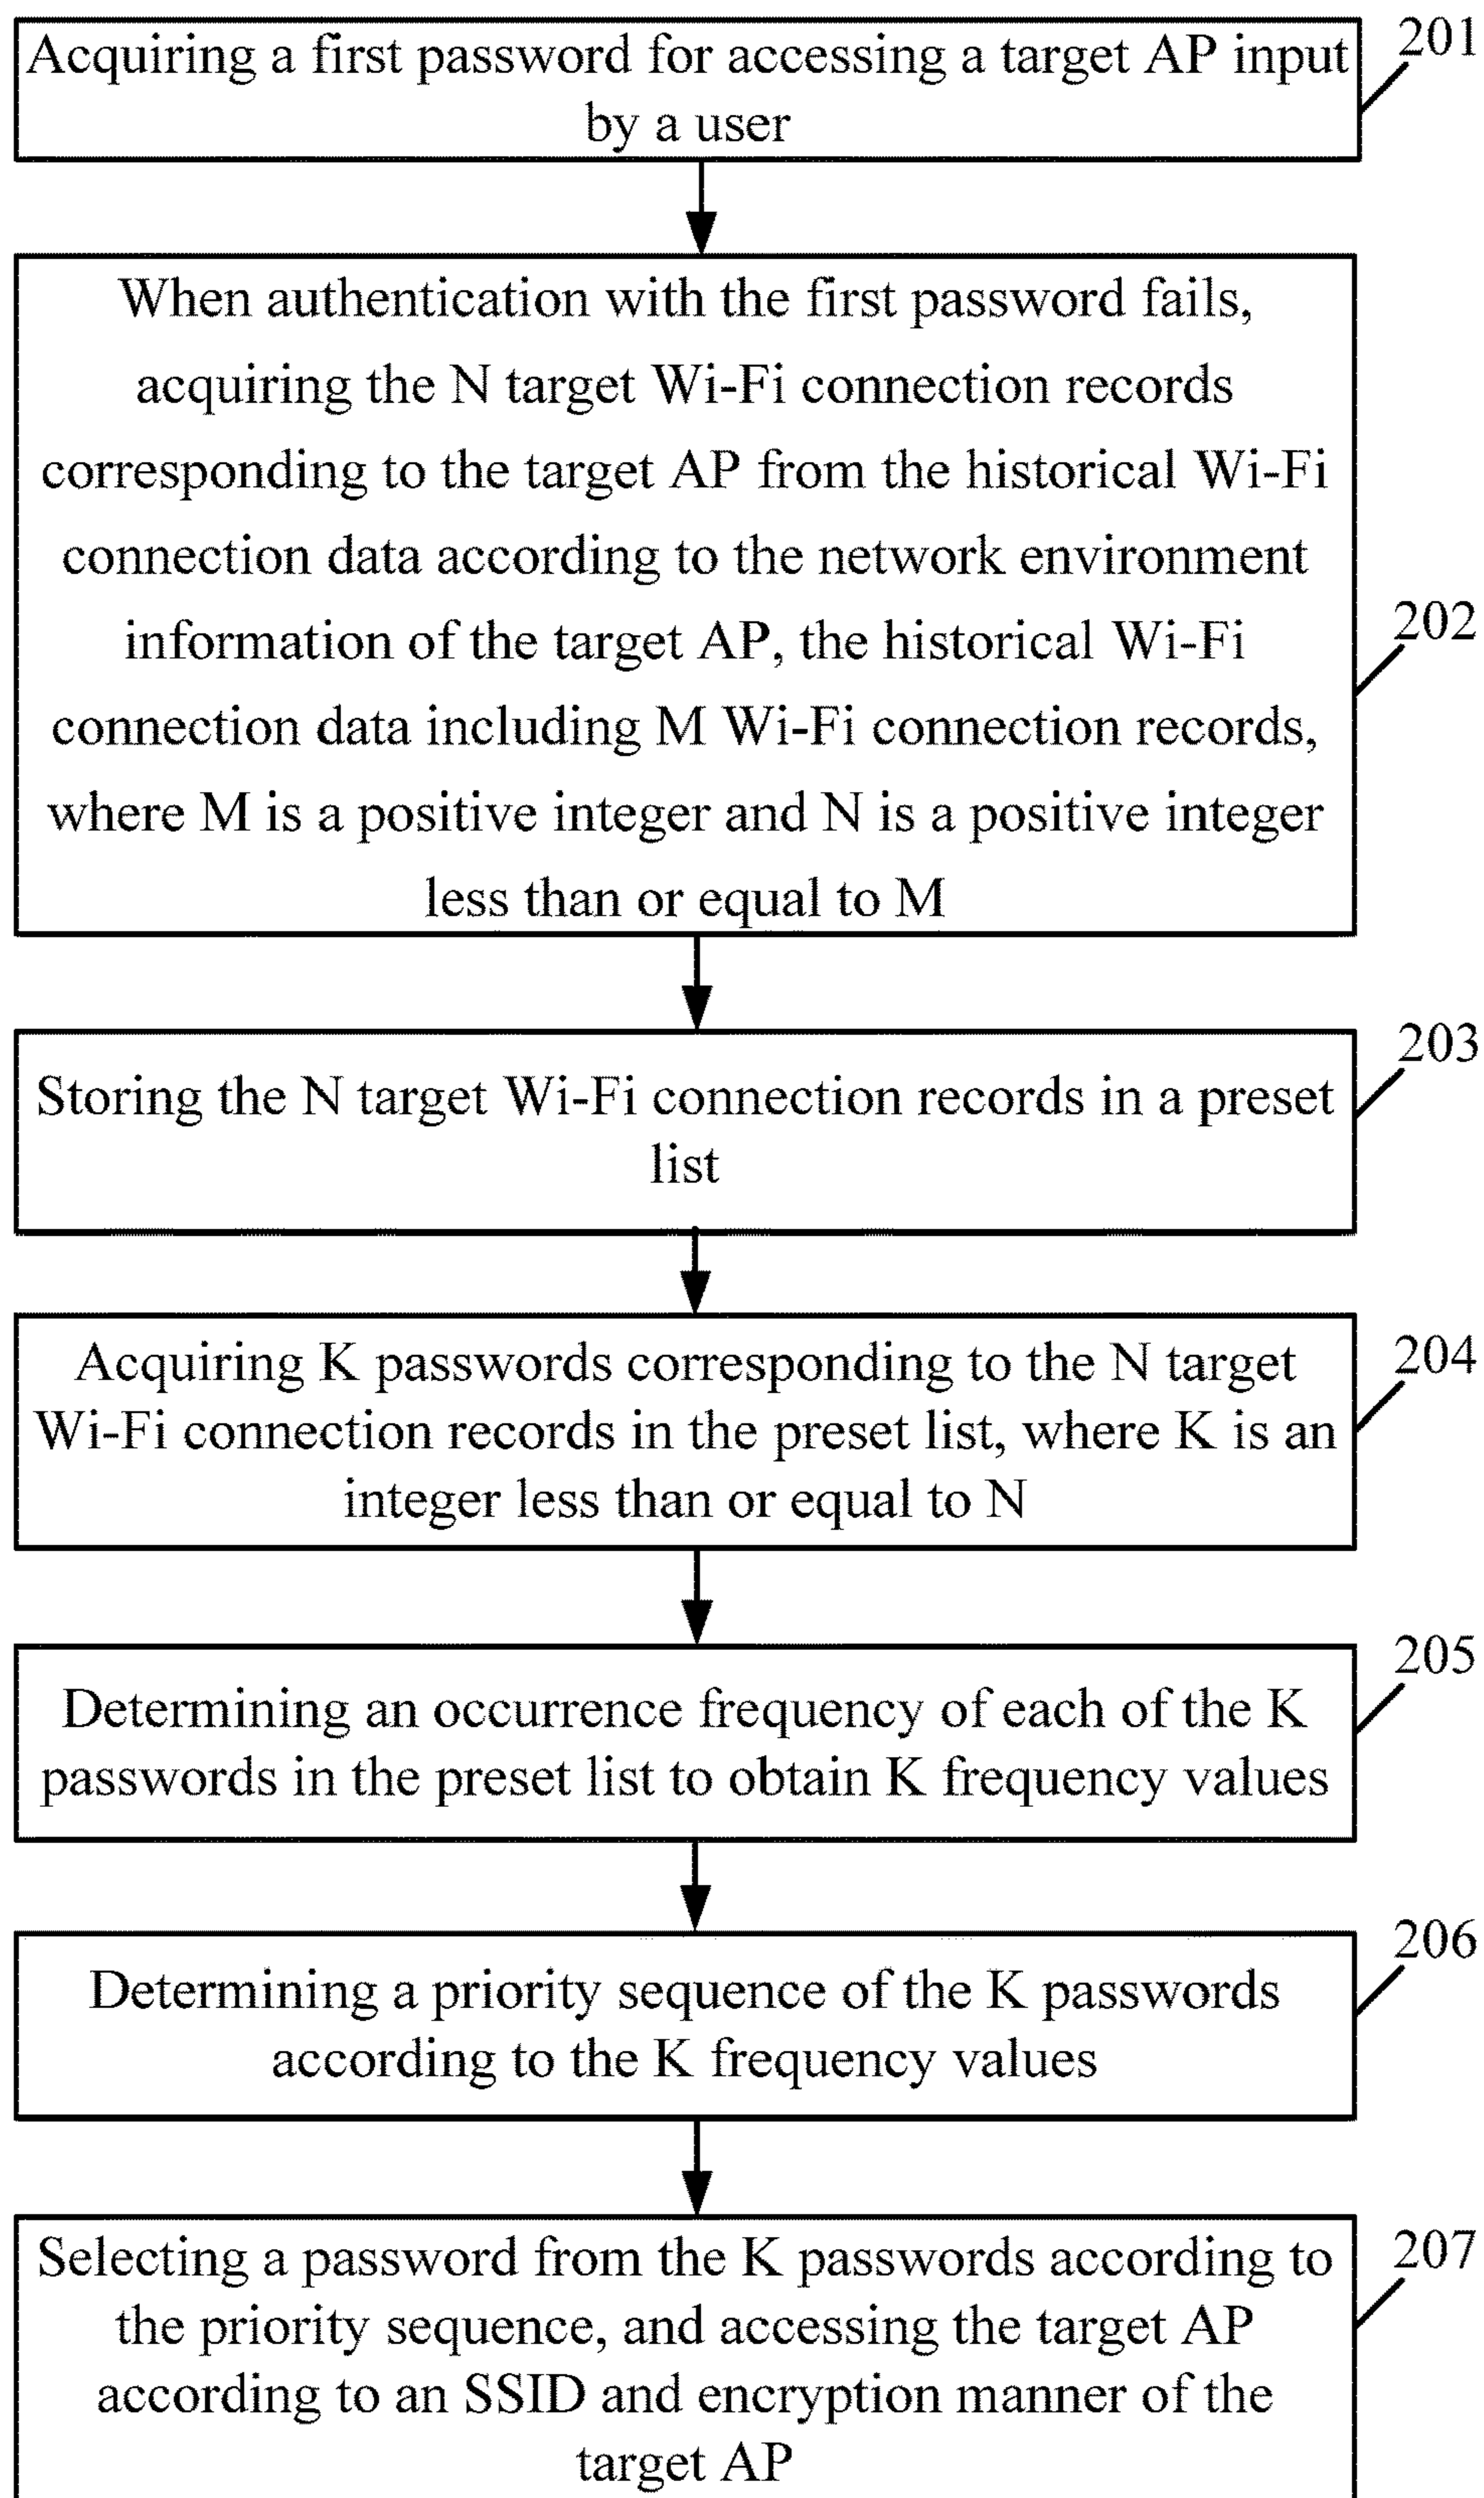 Acquiring a first password for accessing a target AP input
by a user
201
When authentication with the first password fails,
acquiring the N target Wi-Fi connection records
corresponding to the target AP from the historical Wi-Fi
connection data according to the network environment
information of the target AP, the historical Wi-Fi
connection data including M Wi-Fi connection records,
where M is a positive integer and N is a positive integer
less than or equal to M
202
Storing the N target Wi-Fi connection records in a preset
list
203
Acquiring K passwords corresponding to the N target
Wi-Fi connection records in the preset list, where K is an
integer less than or equal to N
204
Determining an occurrence frequency of each of the K
passwords in the preset list to obtain K frequency values
205
Determining a priority sequence of the K passwords
according to the K frequency values
206
Selecting a password from the K passwords according to
the priority sequence, and accessing the target AP
according to an SSID and encryption manner of the
target AP
207